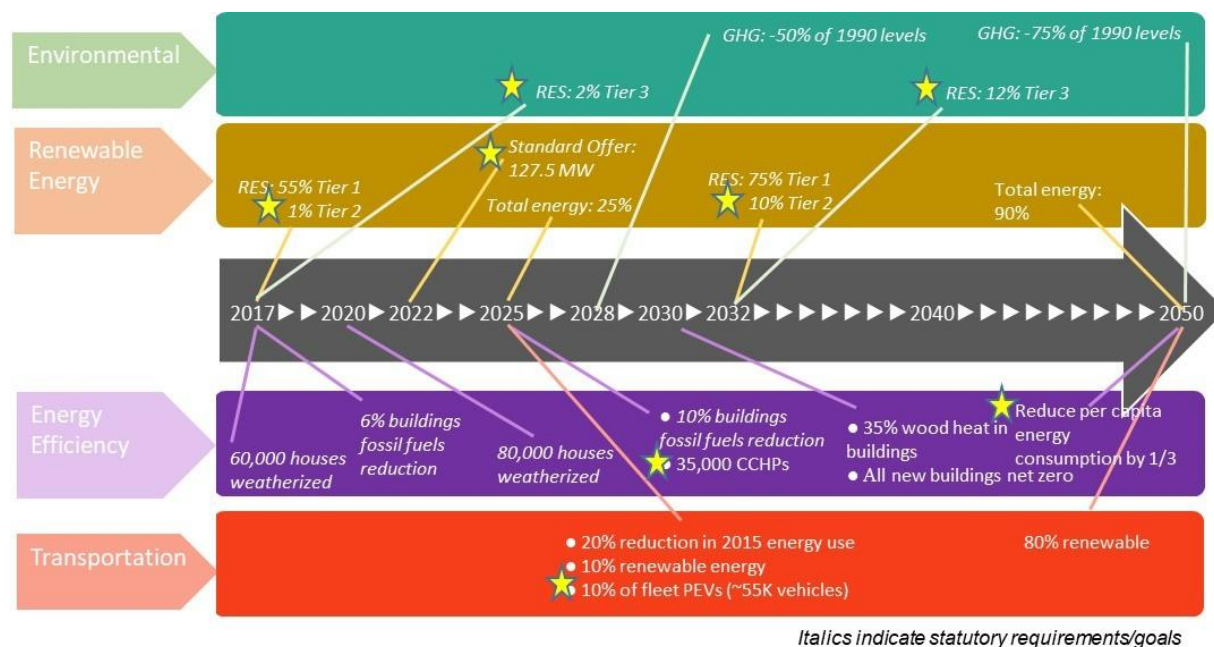 Environmental
GHG: -50% of 1990 levels
GHG: -75% of 1990 levels
RES: 2% Tier 3
RES: 12% Tier 3
Renewable
Energy
RES: 55% Tier 1
1% Tier 2
Standard Offer:
127.5 MW
Total energy: 25%
RES: 75% Tier 1
10% Tier 2
Total energy:
90%
2017 2020 2022 2025 2028 2030 2032 2040 2050
Energy
Efficiency
60,000 houses
weatherized
6% buildings
fossil fuels
reduction
80,000 houses
weatherized
● 10% buildings
fossil fuels reduction
● 35,000 CCHPs
● 35% wood heat in
buildings
● All new buildings net zero
Reduce per capita
energy
consumption by 1/3
Transportation
● 20% reduction in 2015 energy use
● 10% renewable energy
● 10% of fleet PEVs (~55K vehicles)
80% renewable
Italics indicate statutory requirements/goals